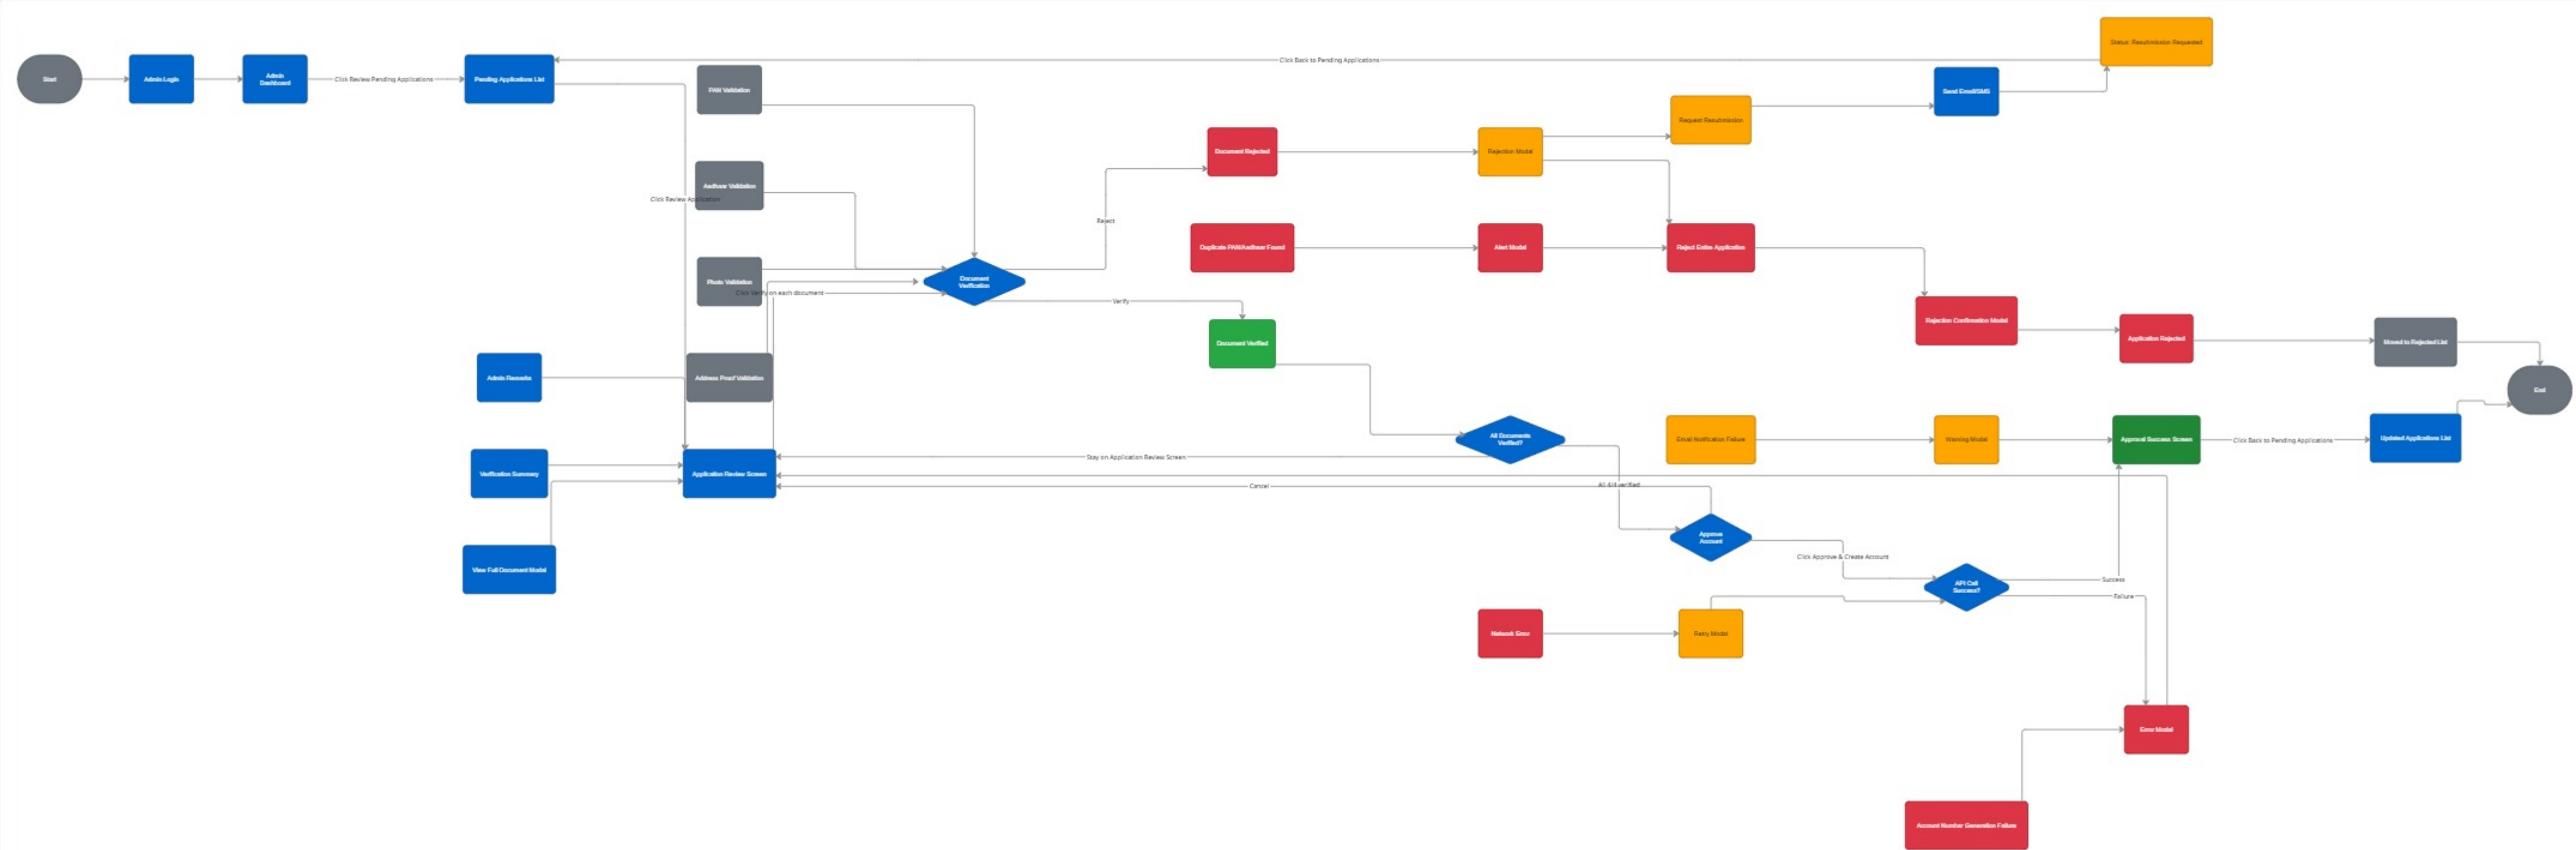 Status: Resubmission Requested
Click Back to Pending Applications
Start
Admin Login
Admin
Dashboard
Click Review Pending Applications
Pending Applications List
PAN Validation
Send Email/SMS
Request Resubmission
Document Rejected
Rejection Modal
Aadhaar Validation
Click Review Application
Reject
Duplicate PAN/Aadhaar Found
Alert Modal
Reject Entire Application
Photo Validation
Click Verify on each document
Document
Verification
Verify
Rejection Confirmation Modal
Application Rejected
Moved to Rejected List
Document Verified
Admin Remarks
Address Proof Validation
End
All Documents
Verified?
Email Notification Failure
Warning Modal
Approval Success Screen
Click Back to Pending Applications
Updated Applications List
Stay on Application Review Screen
Verification Summary
Application Review Screen
Cancel
All 4/4 verified
Approve
Account
Click Approve & Create Account
View Full Document Modal
API Call
Success?
Success
Failure
Network Error
Retry Modal
Error Modal
Account Number Generation Failure